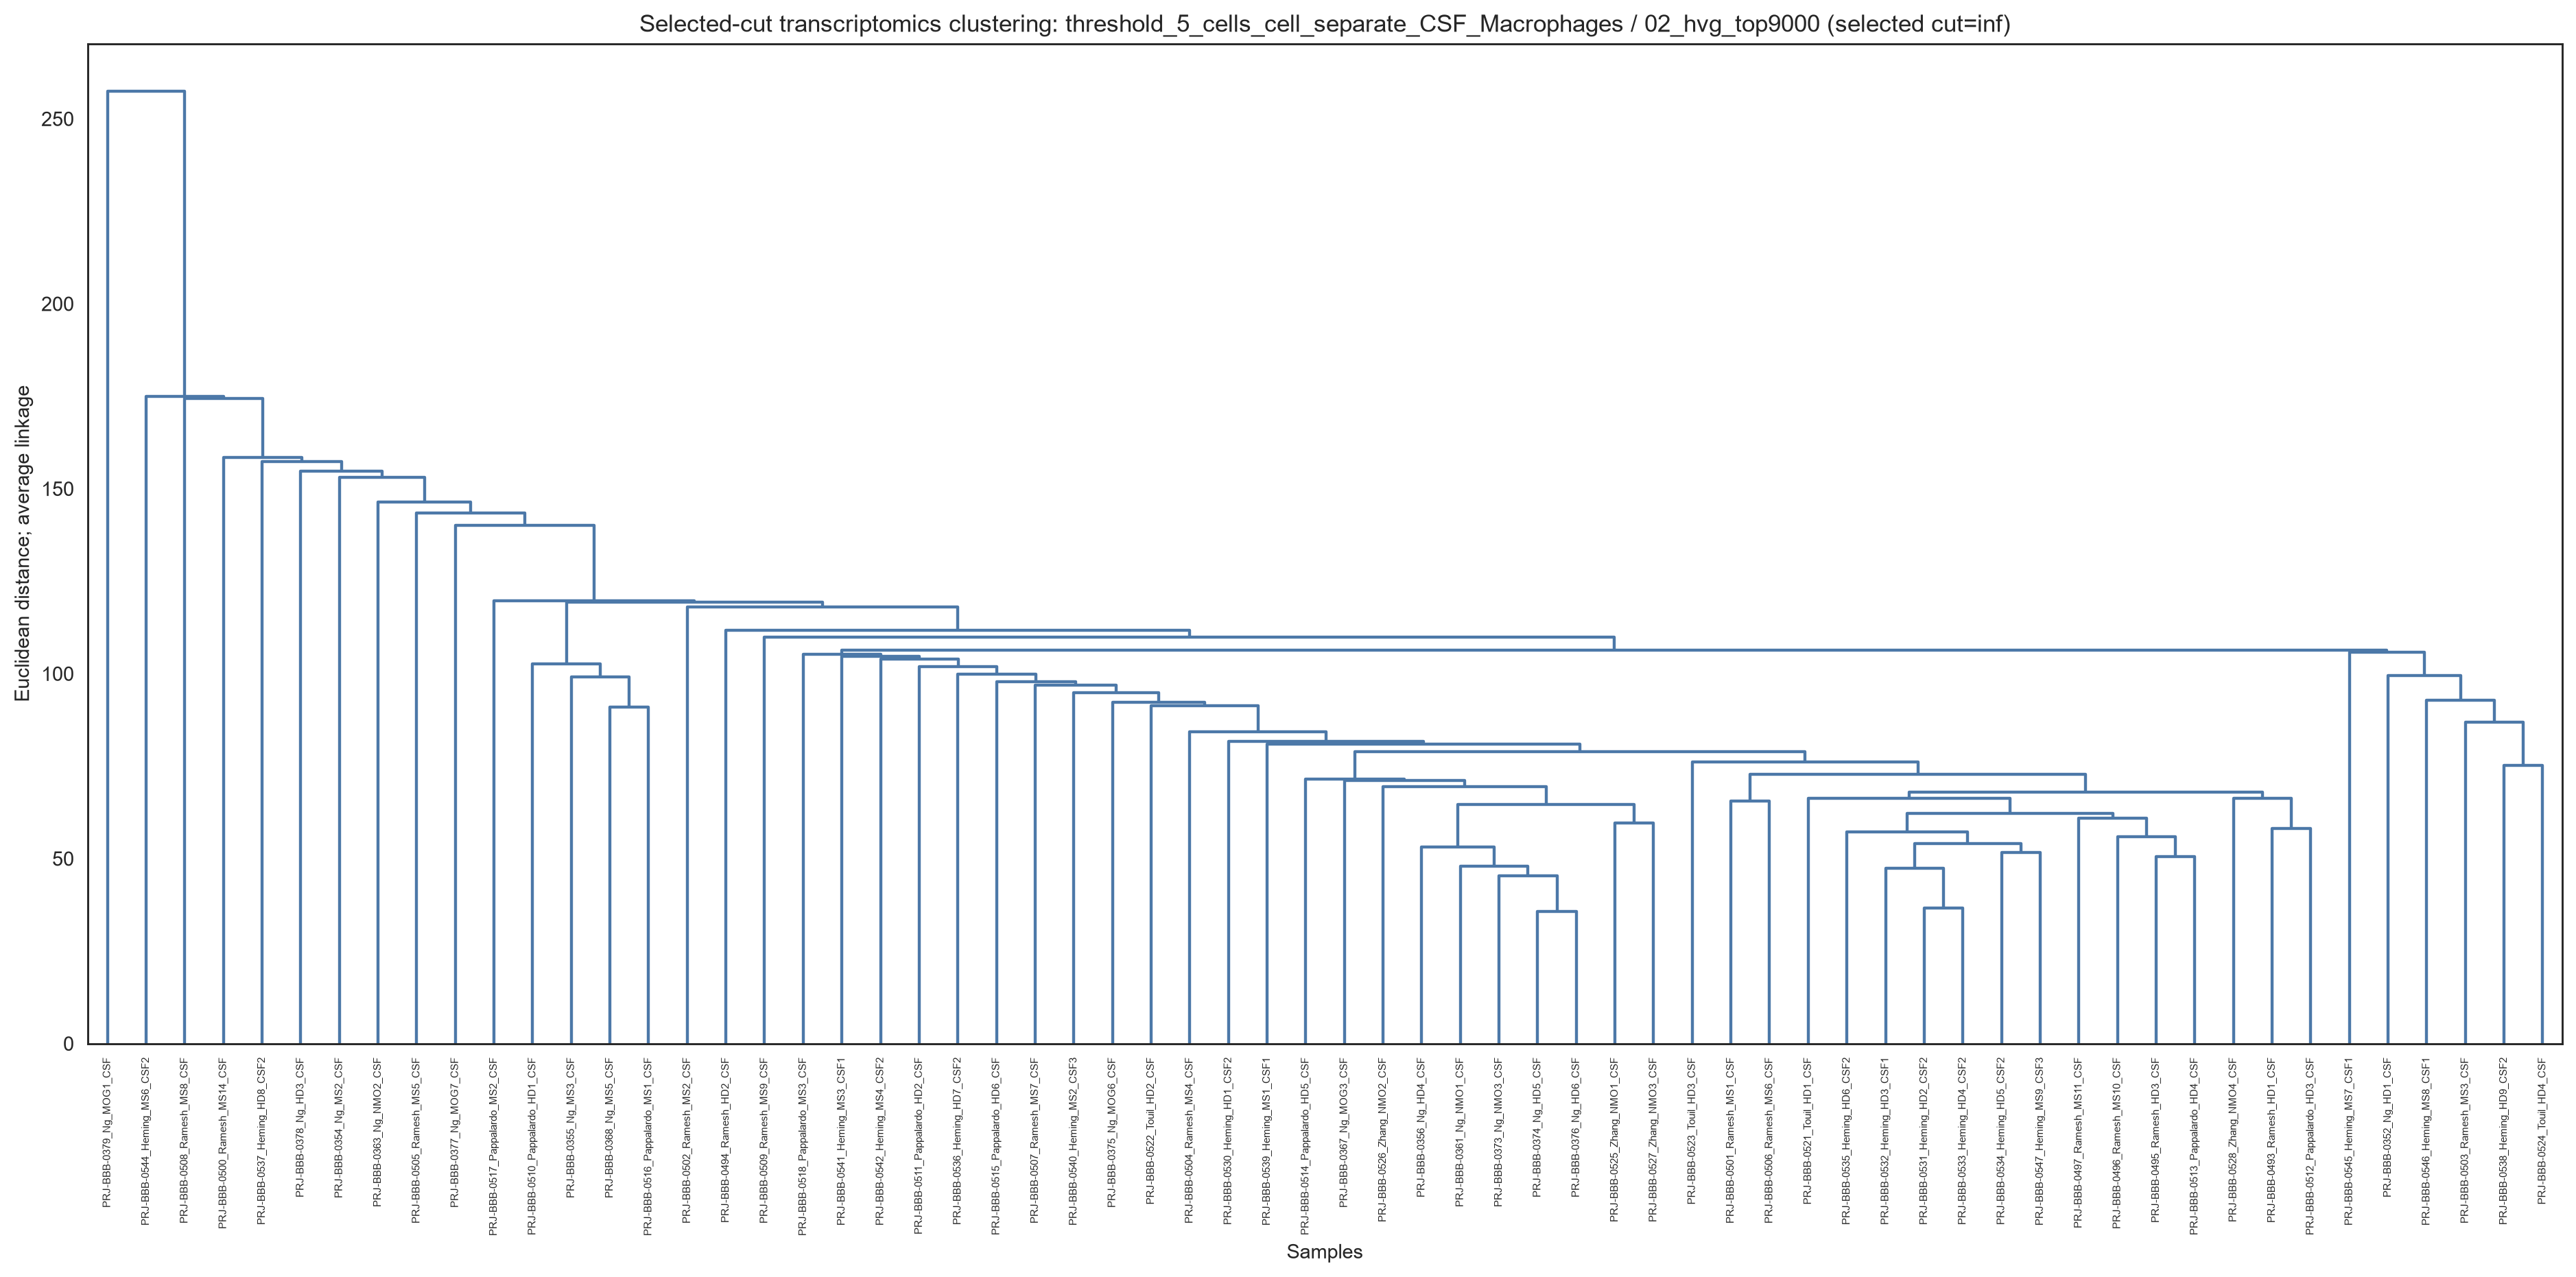 Selected-cut transcriptomics clustering: threshold_5_cells_cell_separate_CSF_Macrophages / 02_hvg_top9000 (selected cut=inf)
Euclidean distance; average linkage
250
200
150
100
50
0
PRJ-BBB-0379_Ng_MOG1_CSF
PRJ-BBB-0544_Heming_MS6_CSF2
PRJ-BBB-0508_Ramesh_MS8_CSF
PRJ-BBB-0500_Ramesh_MS14_CSF
PRJ-BBB-0537_Heming_HD8_CSF2
PRJ-BBB-0378_Ng_HD3_CSF
PRJ-BBB-0354_Ng_MS2_CSF
PRJ-BBB-0363_Ng_NMO2_CSF
PRJ-BBB-0505_Ramesh_MS5_CSF
PRJ-BBB-0377_Ng_MOG7_CSF
PRJ-BBB-0517_Pappalardo_MS2_CSF
PRJ-BBB-0510_Pappalardo_HD1_CSF
PRJ-BBB-0355_Ng_MS3_CSF
PRJ-BBB-0368_Ng_MS5_CSF
PRJ-BBB-0516_Pappalardo_MS1_CSF
PRJ-BBB-0502_Ramesh_MS2_CSF
PRJ-BBB-0494_Ramesh_HD2_CSF
PRJ-BBB-0509_Ramesh_MS9_CSF
PRJ-BBB-0518_Pappalardo_MS3_CSF
PRJ-BBB-0541_Heming_MS3_CSF1
PRJ-BBB-0542_Heming_MS4_CSF2
PRJ-BBB-0511_Pappalardo_HD2_CSF
PRJ-BBB-0536_Heming_HD7_CSF2
PRJ-BBB-0515_Pappalardo_HD6_CSF
PRJ-BBB-0507_Ramesh_MS7_CSF
PRJ-BBB-0540_Heming_MS2_CSF3
PRJ-BBB-0375_Ng_MOG6_CSF
PRJ-BBB-0522_Touil_HD2_CSF
PRJ-BBB-0504_Ramesh_MS4_CSF
PRJ-BBB-0530_Heming_HD1_CSF2
PRJ-BBB-0539_Heming_MS1_CSF1
PRJ-BBB-0514_Pappalardo_HD5_CSF
PRJ-BBB-0367_Ng_MOG3_CSF
PRJ-BBB-0526_Zhang_NMO2_CSF
PRJ-BBB-0356_Ng_HD4_CSF
PRJ-BBB-0361_Ng_NMO1_CSF
PRJ-BBB-0373_Ng_NMO3_CSF
PRJ-BBB-0374_Ng_HD5_CSF
PRJ-BBB-0376_Ng_HD6_CSF
PRJ-BBB-0525_Zhang_NMO1_CSF
PRJ-BBB-0527_Zhang_NMO3_CSF
PRJ-BBB-0523_Touil_HD3_CSF
PRJ-BBB-0501_Ramesh_MS1_CSF
PRJ-BBB-0506_Ramesh_MS6_CSF
PRJ-BBB-0521_Touil_HD1_CSF
PRJ-BBB-0535_Heming_HD6_CSF2
PRJ-BBB-0532_Heming_HD3_CSF1
PRJ-BBB-0531_Heming_HD2_CSF2
PRJ-BBB-0533_Heming_HD4_CSF2
PRJ-BBB-0534_Heming_HD5_CSF2
PRJ-BBB-0547_Heming_MS9_CSF3
PRJ-BBB-0497_Ramesh_MS11_CSF
PRJ-BBB-0496_Ramesh_MS10_CSF
PRJ-BBB-0495_Ramesh_HD3_CSF
PRJ-BBB-0513_Pappalardo_HD4_CSF
PRJ-BBB-0528_Zhang_NMO4_CSF
PRJ-BBB-0493_Ramesh_HD1_CSF
PRJ-BBB-0512_Pappalardo_HD3_CSF
PRJ-BBB-0545_Heming_MS7_CSF1
PRJ-BBB-0352_Ng_HD1_CSF
PRJ-BBB-0546_Heming_MS8_CSF1
PRJ-BBB-0503_Ramesh_MS3_CSF
PRJ-BBB-0538_Heming_HD9_CSF2
PRJ-BBB-0524_Touil_HD4_CSF
Samples